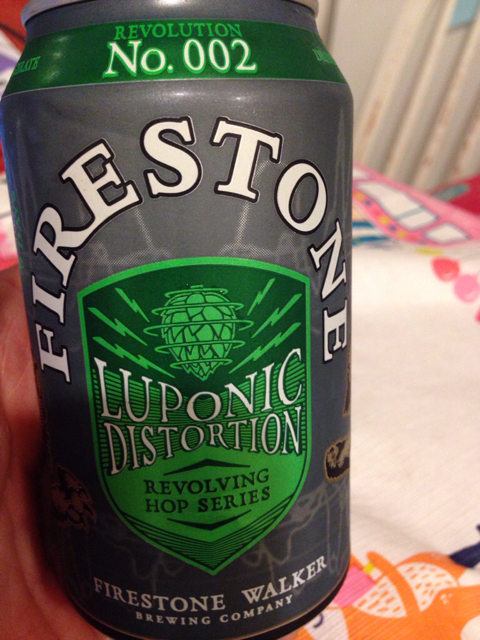 REVOLUTION
No. 002
FIRESTONE
LUPONIC
DISTORTION
REVOLVING
HOP SERIES
FIRESTONE WALKER
BREWING COMPANY